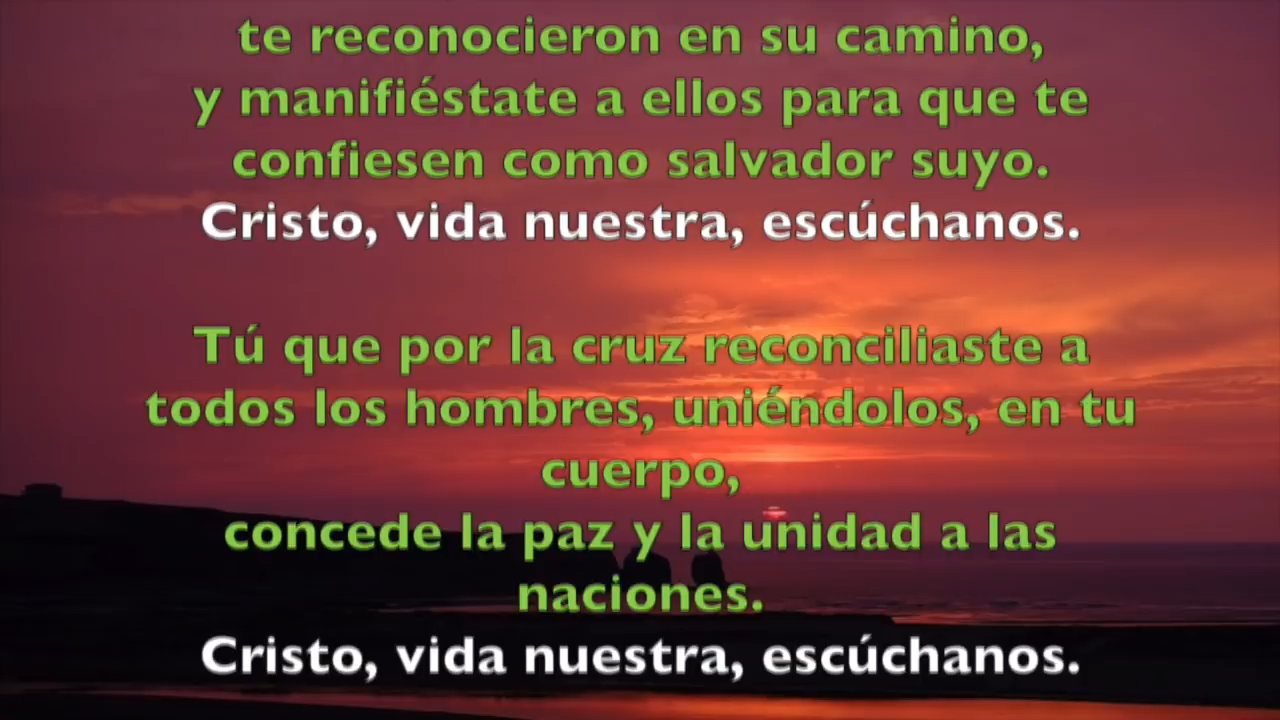 te reconocieron en su camino,
y manifiéstate a ellos para que te
confiesen como salvador suyo.
Cristo, vida nuestra, escúchanos.
Tú que por la cruz reconciliaste a
todos los hombres, uniéndolos, en tu
cuerpo,
concede la paz y la unidad a las
naciones.
Cristo, vida nuestra, escúchanos.